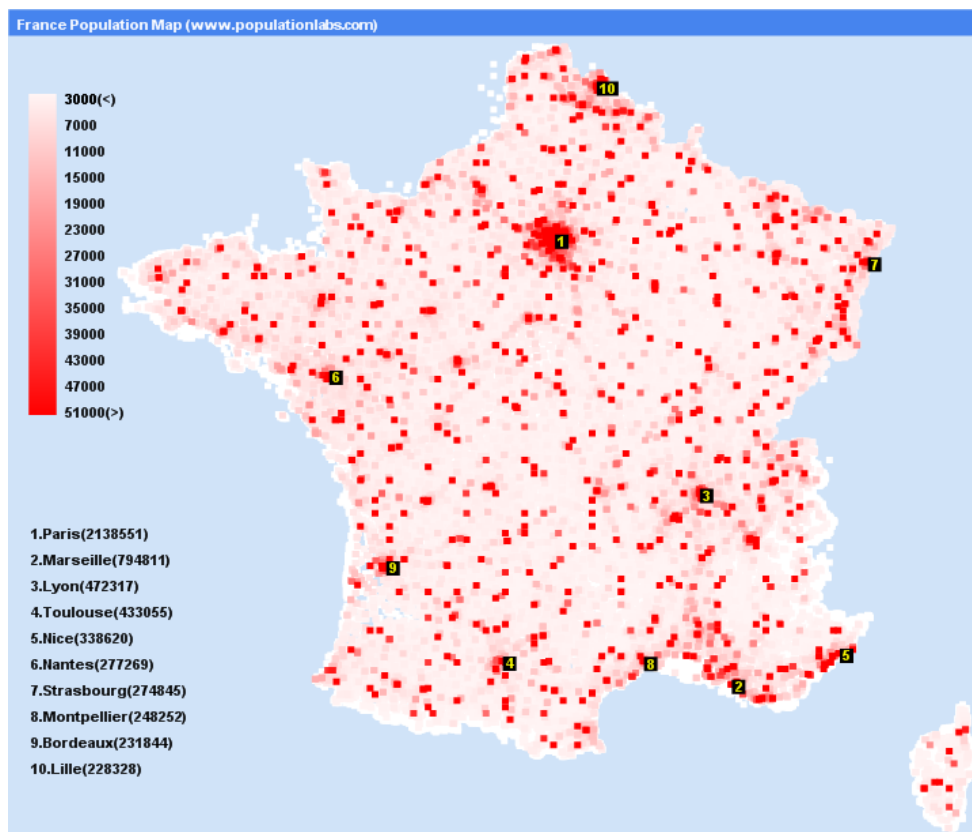 France Population Map (www.populationlabs.com)
3000(<)
7000
11000
15000
19000
23000
27000
31000
35000
39000
43000
47000
51000(>)
10
1
7
6
3
9
4
8
5
2
1.Paris(2138551)
2.Marseille(794811)
3.Lyon(472317)
4.Toulouse(433055)
5.Nice(338620)
6.Nantes(277269)
7.Strasbourg(274845)
8.Montpellier(248252)
9.Bordeaux(231844)
10.Lille(228328)